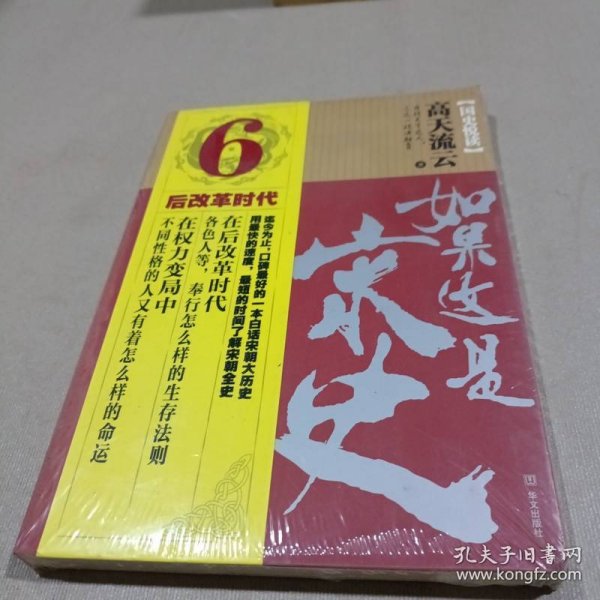 【国史悦读】
高天流云
著
如果这是
宋史
华文出版社
6
后改革时代
迄今为止,口碑最好的一本白话宋朝大历史
用最快的速度,最短的时间了解宋朝全史
在后改革时代
各色人等,奉行怎么样的生存法则
在权力变局中
不同性格的人又有着怎么样的命运
孔夫子旧书网
www.kongfz.com